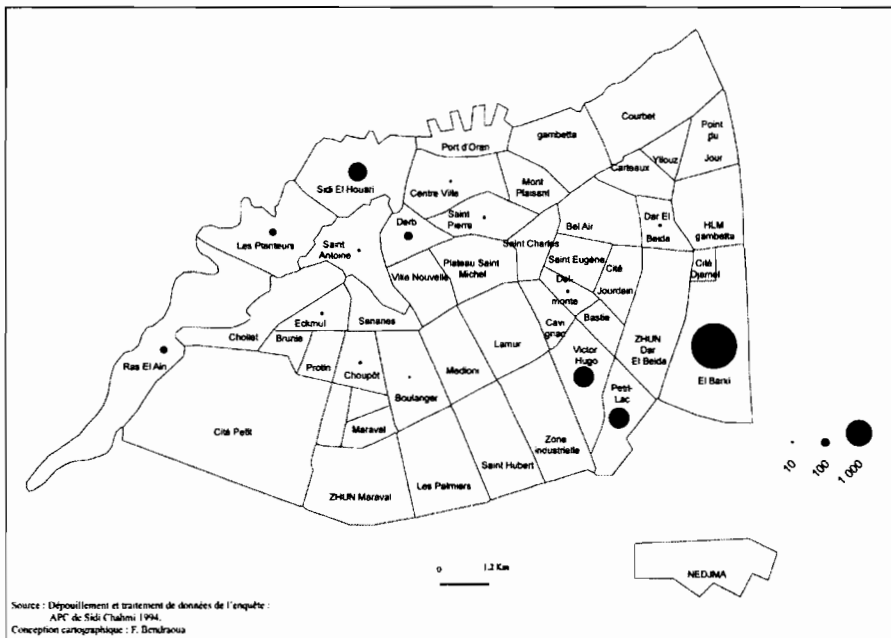 Courbet
Point
du
Jour
gambetta
Port d'Oran
Carteaux
Yllouz
Sidi El Houari
Centre Ville
Mont
Plaisant
Saint
Pierre
Derb
Bel Air
Dar El
Beida
HLM
gambetta
Les Planteurs
Saint
Antoine
Saint Charles
Saint Eugène
Cité
Djamel
Ville Nouvelle
Plateau Saint
Michel
Del-
monte
Cité
Jourdain
Eckmul
Sananes
Bastie
Cavi
gnac
Chollet
Brunie
Lamur
Ras El Ain
Protin
Choupôt
Medioni
Victor
Hugo
ZHUN
Dar
El Beida
El Barki
Boulanger
Petit-
Lac
Cité Petit
Maraval
Zone
industrielle
Saint Hubert
Les Palmiers
ZHUN Maraval
10
100
1 000
0 1.2 Km
NEDJMA
Source : Dépouillement et traitement de données de l'enquête :
APC de Sidi Chahmi 1994.
Conception cartographique : F. Bendraoua